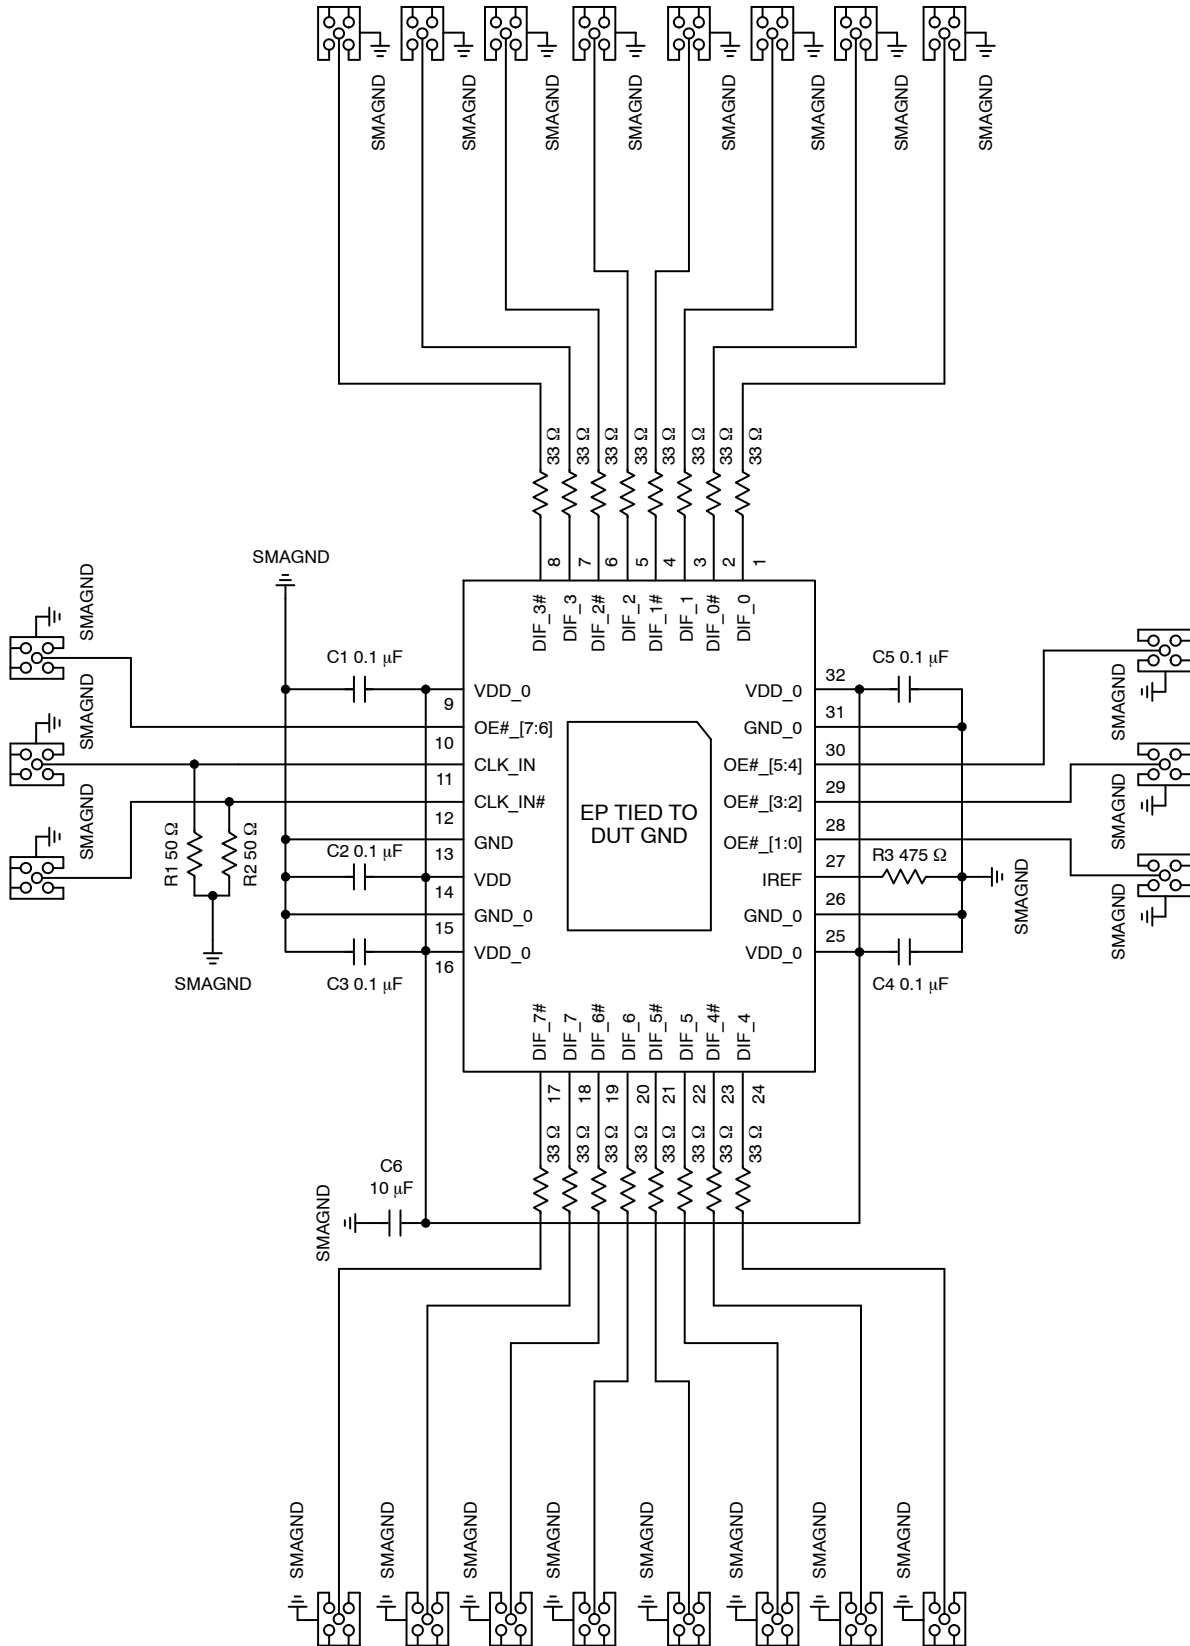 SMAGND
SMAGND
SMAGND
SMAGND
SMAGND
SMAGND
SMAGND
SMAGND
33 Ω
33 Ω
33 Ω
33 Ω
33 Ω
33 Ω
33 Ω
33 Ω
8
7
6
5
4
3
2
1
DIF_3#
DIF_3
DIF_2#
DIF_2
DIF_1#
DIF_1
DIF_0#
DIF_0
SMAGND
SMAGND
SMAGND
SMAGND
C1 0.1 μF
9
VDD_0
10
OE#_[7:6]
11
CLK_IN
12
CLK_IN#
R1 50 Ω
R2 50 Ω
13
GND
C2 0.1 μF
14
VDD
15
GND_0
16
VDD_0
C3 0.1 μF
SMAGND
EP TIED TO
DUT GND
C5 0.1 μF
VDD_0
32
GND_0
31
OE#_[5:4]
30
OE#_[3:2]
29
OE#_[1:0]
28
IREF
27
R3 475 Ω
GND_0
26
VDD_0
25
C4 0.1 μF
SMAGND
SMAGND
SMAGND
SMAGND
DIF_7#
DIF_7
DIF_6#
DIF_6
DIF_5#
DIF_5
DIF_4#
DIF_4
17
18
19
20
21
22
23
24
33 Ω
33 Ω
33 Ω
33 Ω
33 Ω
33 Ω
33 Ω
33 Ω
C6
10 μF
SMAGND
SMAGND
SMAGND
SMAGND
SMAGND
SMAGND
SMAGND
SMAGND
SMAGND